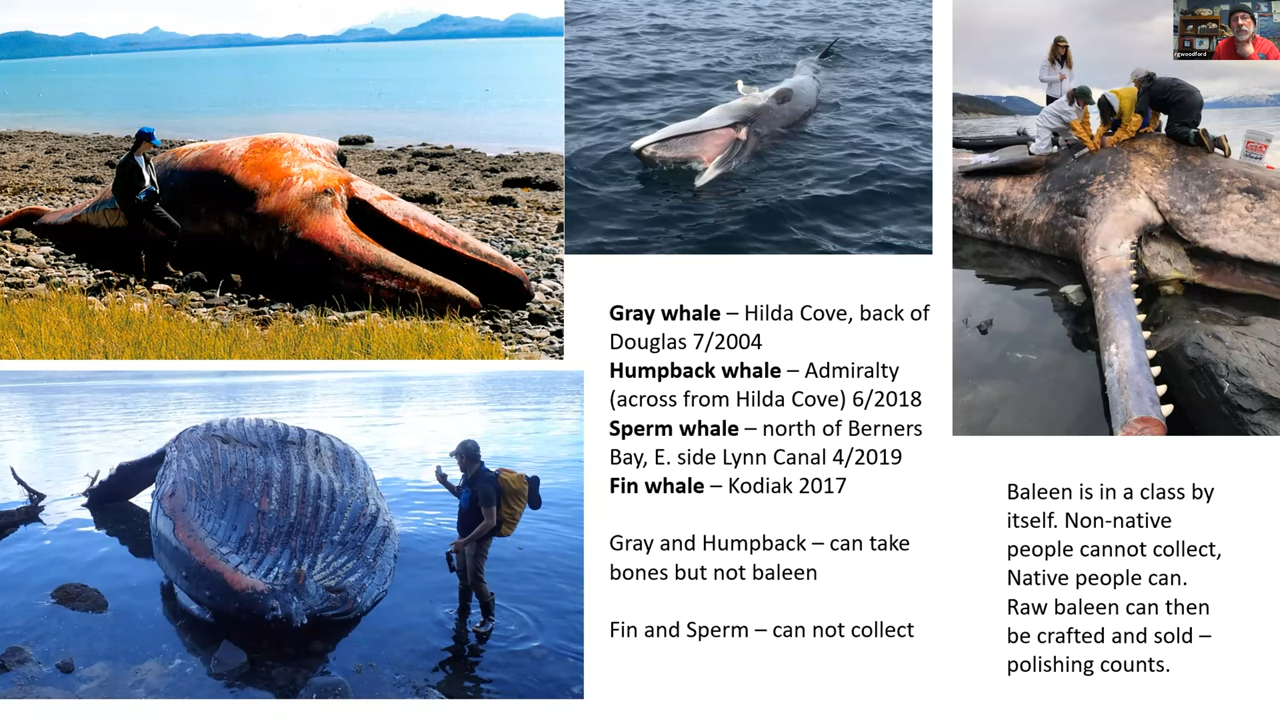 rgwoodford
Gray whale – Hilda Cove, back of
Douglas 7/2004
Humpback whale – Admiralty
(across from Hilda Cove) 6/2018
Sperm whale – north of Berners
Bay, E. side Lynn Canal 4/2019
Fin whale – Kodiak 2017
Gray and Humpback – can take
bones but not baleen
Fin and Sperm – can not collect
Baleen is in a class by
itself. Non-native
people cannot collect,
Native people can.
Raw baleen can then
be crafted and sold –
polishing counts.